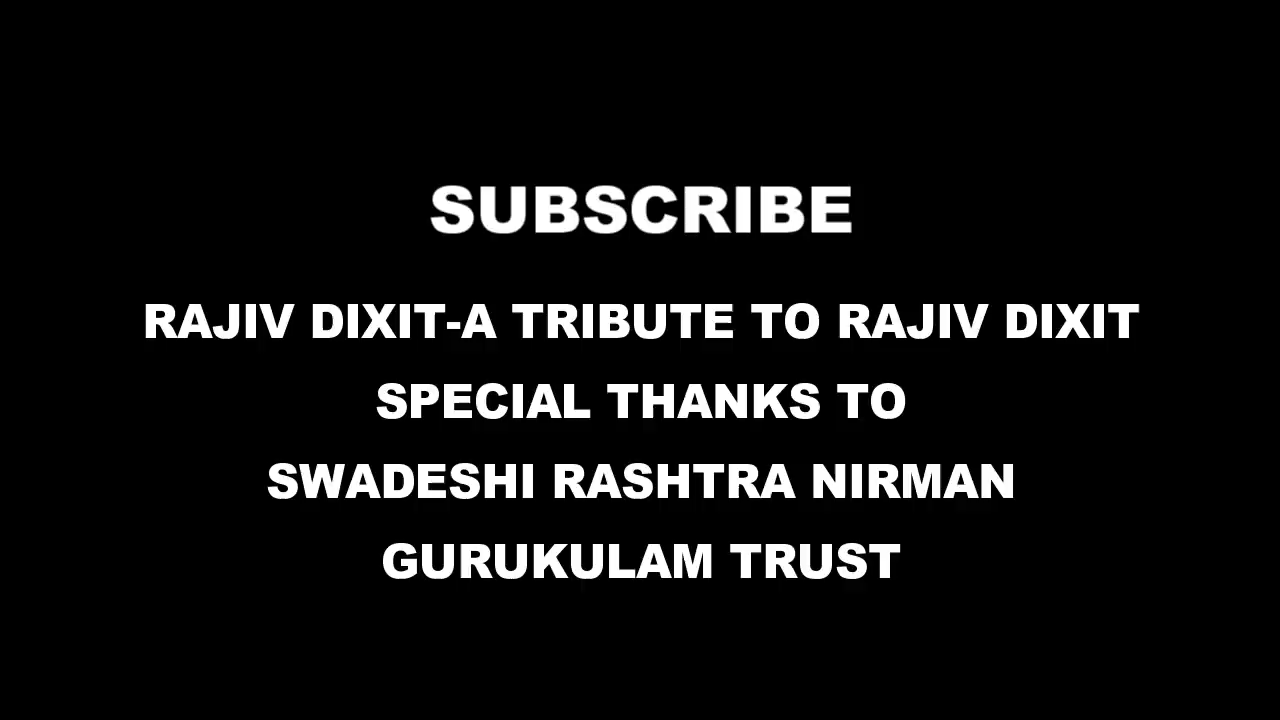 SUBSCRIBE
RAJIV DIXIT-A TRIBUTE TO RAJIV DIXIT
SPECIAL THANKS TO
SWADESHI RASHTRA NIRMAN
GURUKULAM TRUST